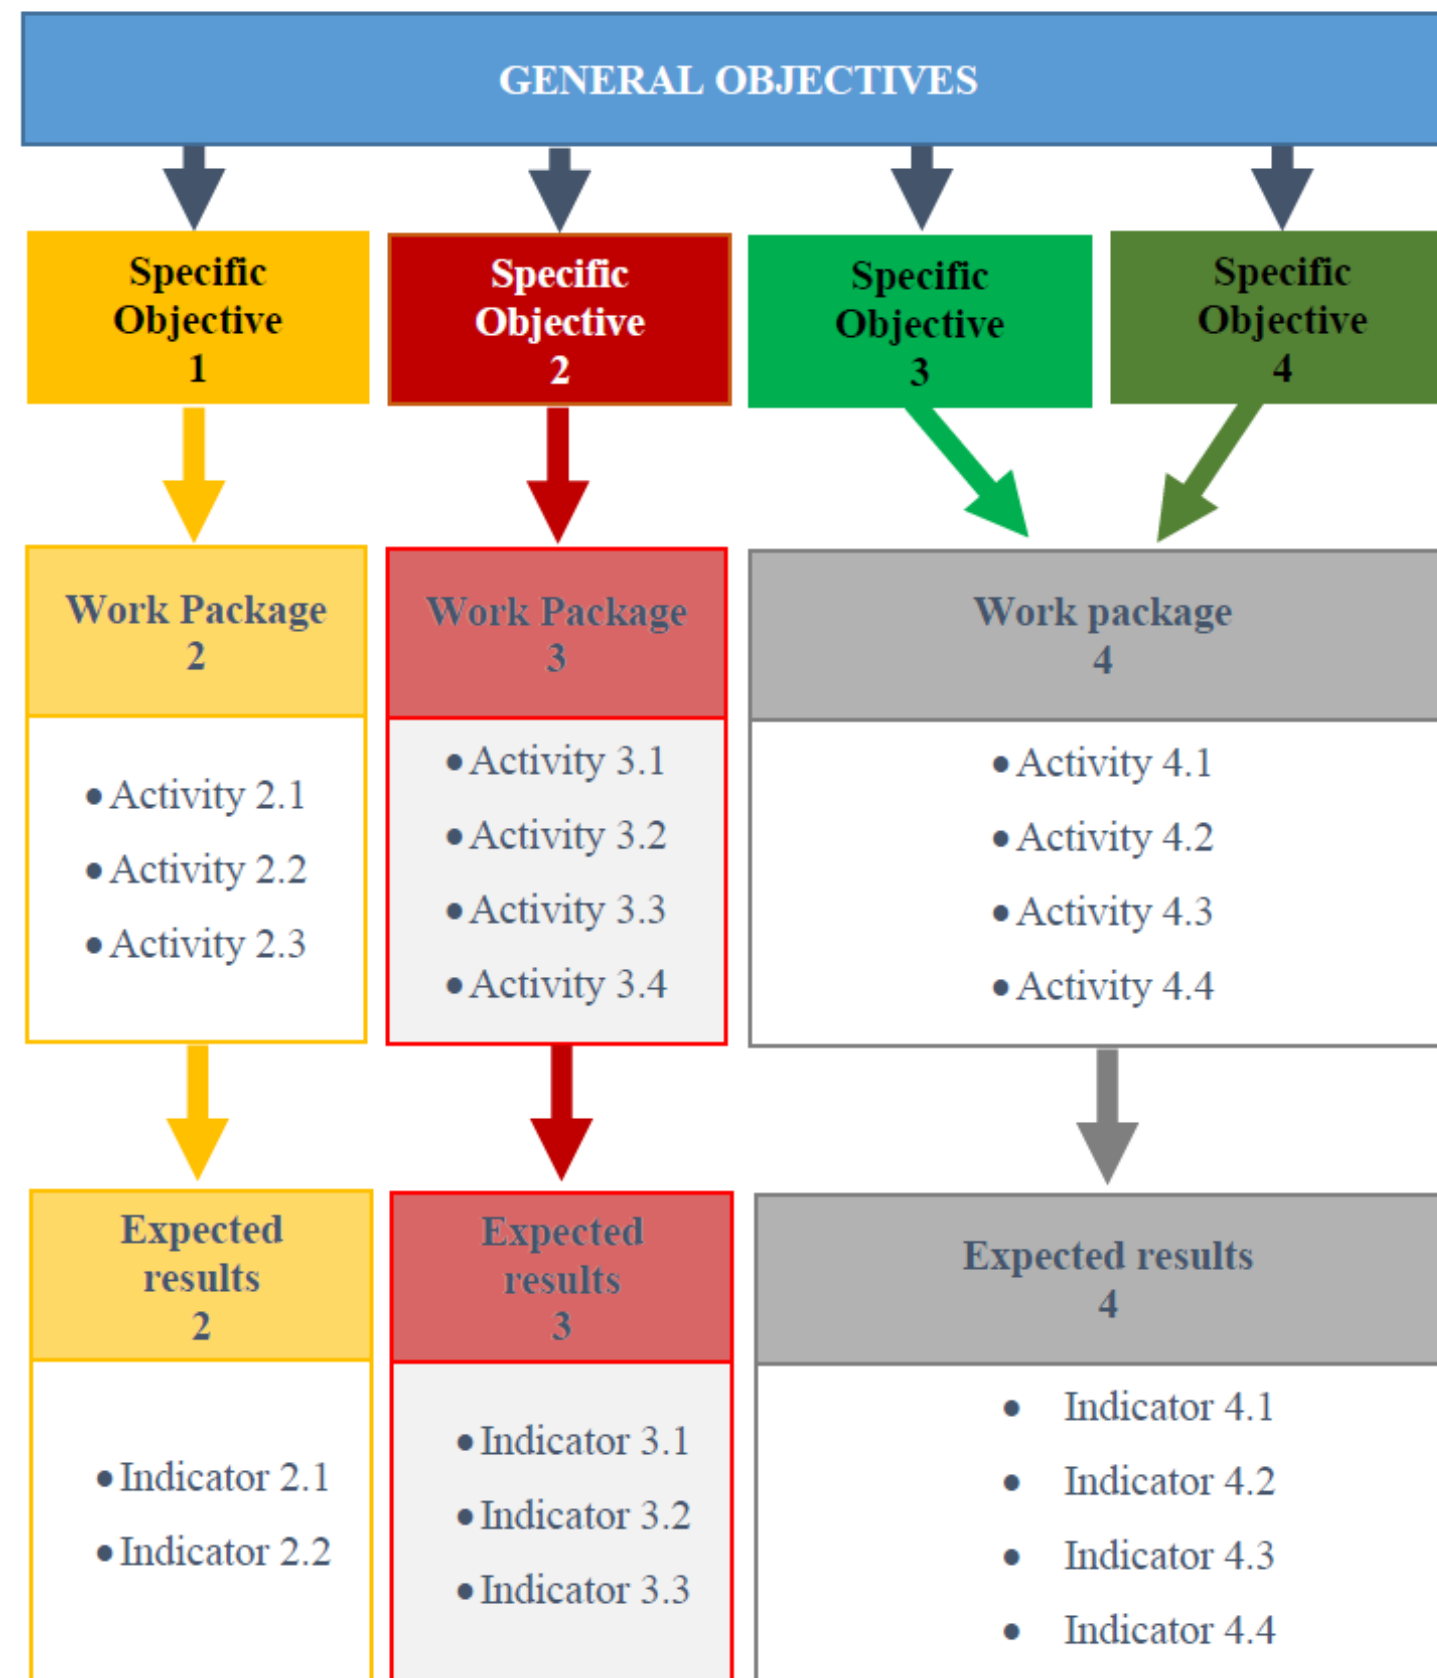 GENERAL OBJECTIVES
Specific
Objective
1
Specific
Objective
2
Specific
Objective
3
Specific
Objective
4
Work Package
2
• Activity 2.1
• Activity 2.2
• Activity 2.3
Work Package
3
• Activity 3.1
• Activity 3.2
• Activity 3.3
• Activity 3.4
Work package
4
• Activity 4.1
• Activity 4.2
• Activity 4.3
• Activity 4.4
Expected
results
2
• Indicator 2.1
• Indicator 2.2
Expected
results
3
• Indicator 3.1
• Indicator 3.2
• Indicator 3.3
Expected results
4
• Indicator 4.1
• Indicator 4.2
• Indicator 4.3
• Indicator 4.4